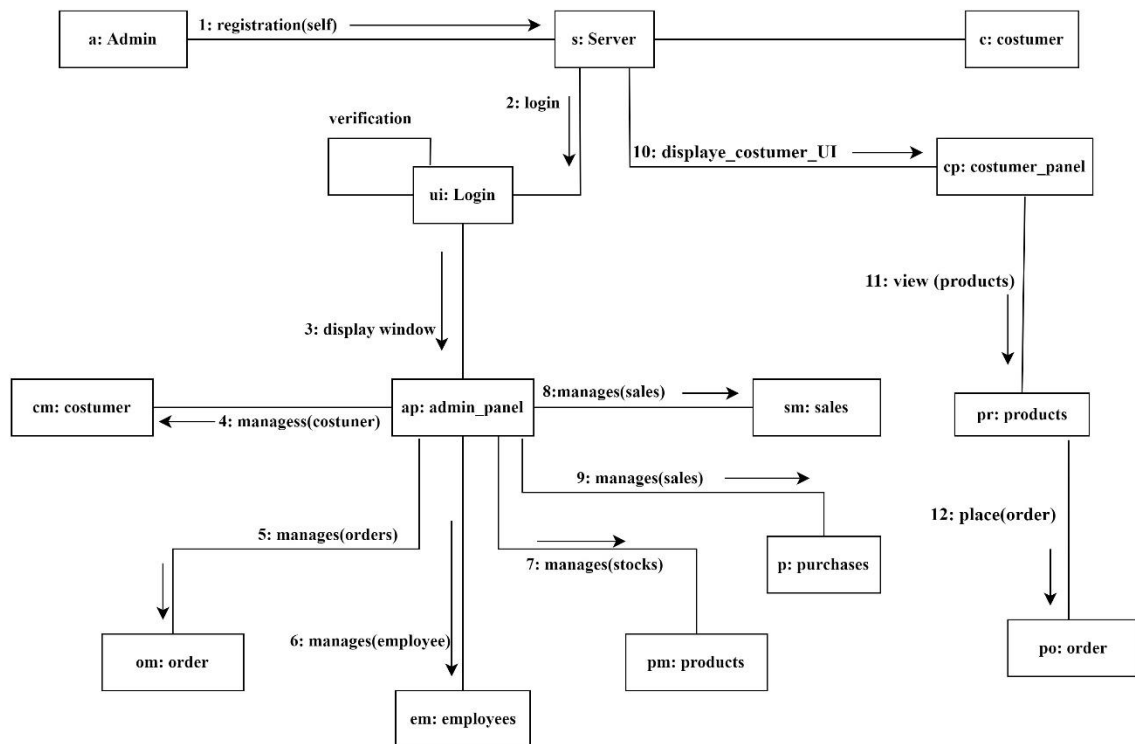 1: registration(self)
a: Admin
s: Server
c: costumer
2: login
verification
10: displaye_costumer_UI
cp: costumer_panel
ui: Login
11: view (products)
3: display window
8:manages(sales)
cm: costumer
ap: admin_panel
sm: sales
pr: products
4: managess(costuner)
9: manages(sales)
12: place(order)
5: manages(orders)
7: manages(stocks)
p: purchases
6: manages(employee)
om: order
pm: products
po: order
em: employees